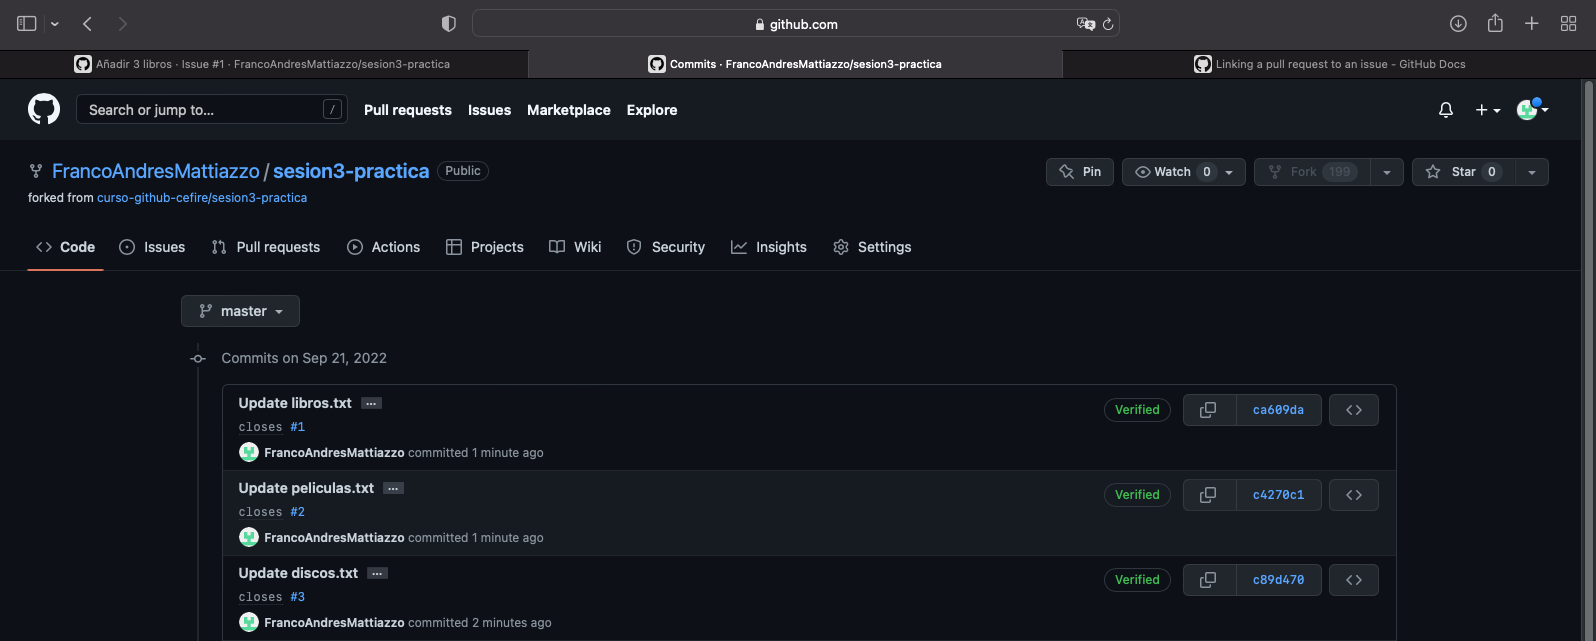 github.com
Añadir 3 libros · Issue #1 · FrancoAndresMattiazzo/sesion3-practica
Commits · FrancoAndresMattiazzo/sesion3-practica
Linking a pull request to an issue - GitHub Docs
Search or jump to... /
Pull requests Issues Marketplace Explore
FrancoAndresMattiazzo / sesion3-practica Public
Pin Watch 0 Fork 199 Star 0
forked from curso-github-cefire/sesion3-practica
Code Issues Pull requests Actions Projects Wiki Security Insights Settings
master
Commits on Sep 21, 2022
Update libros.txt ...
Verified ca609da
closes #1
FrancoAndresMattiazzo committed 1 minute ago
Update peliculas.txt ...
Verified c4270c1
closes #2
FrancoAndresMattiazzo committed 1 minute ago
Update discos.txt ...
Verified c89d470
closes #3
FrancoAndresMattiazzo committed 2 minutes ago